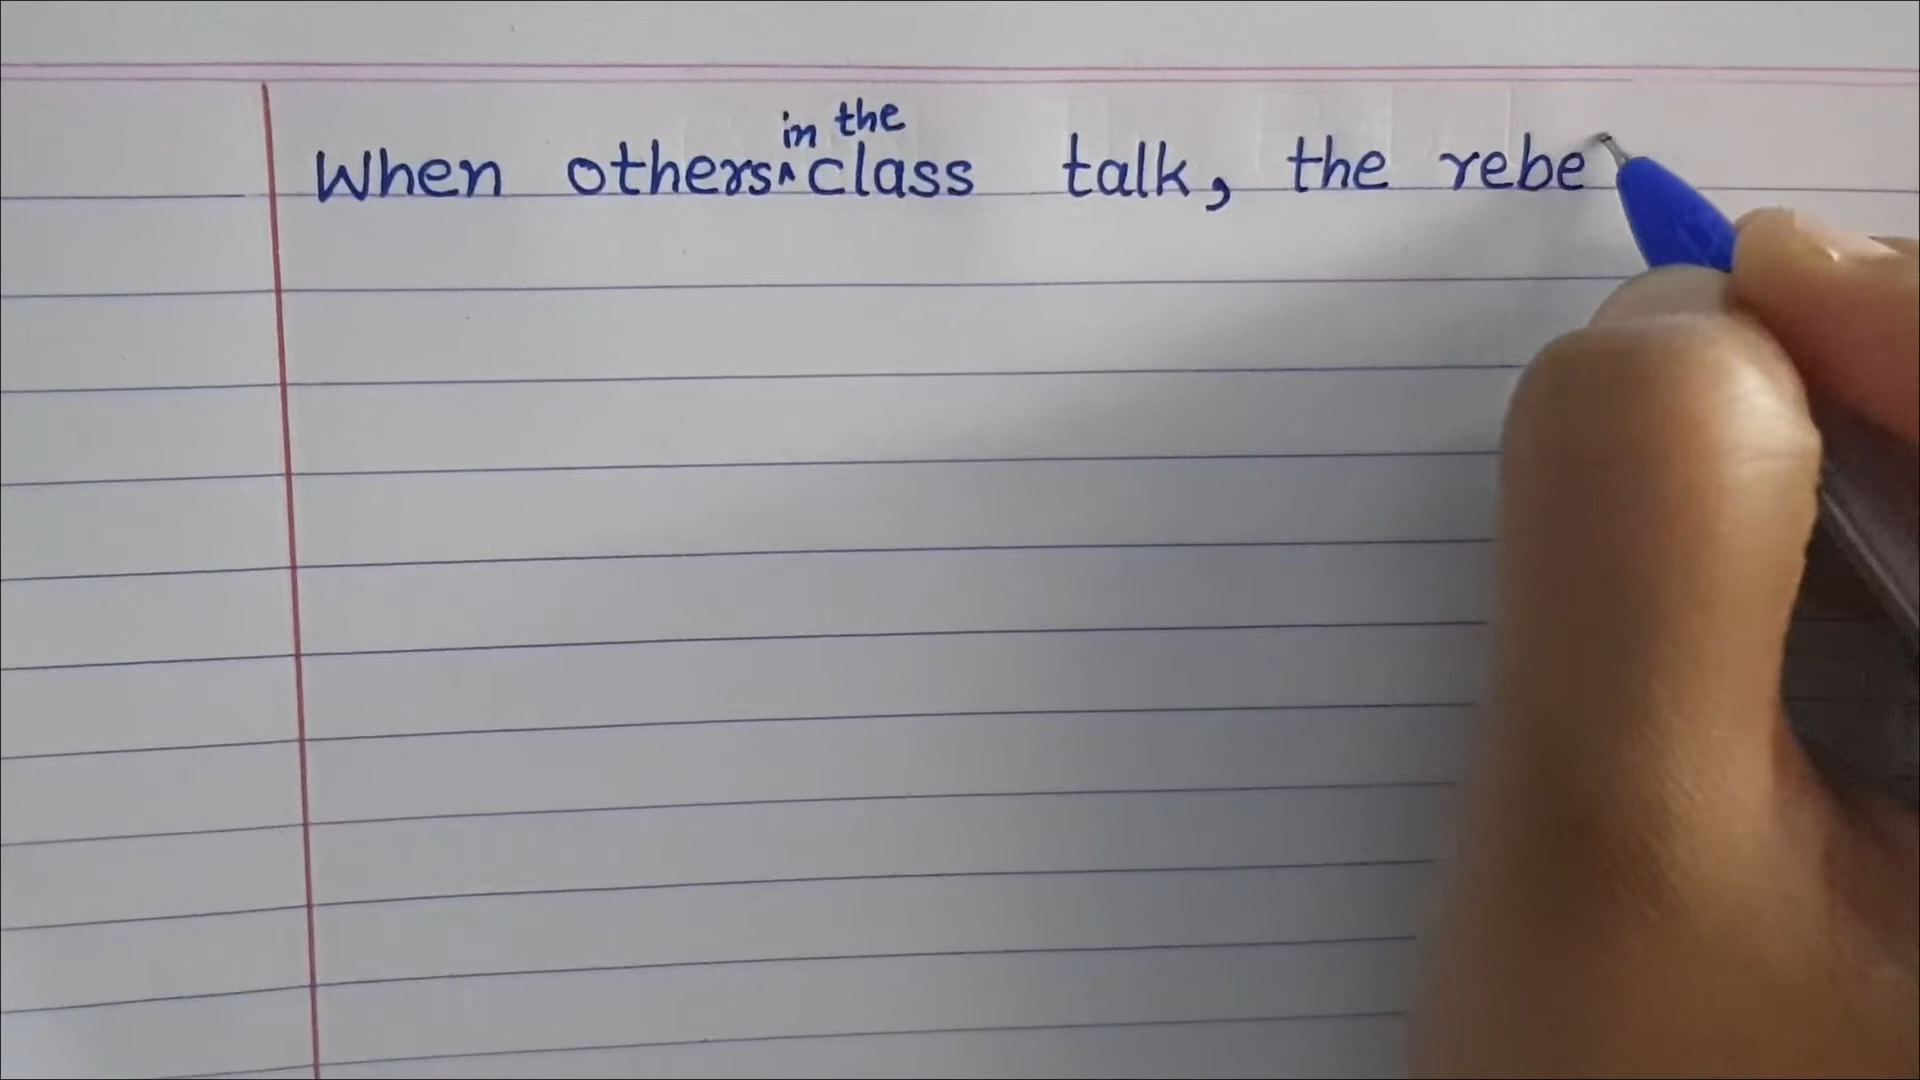 When others ^ in the class talk, the rebe